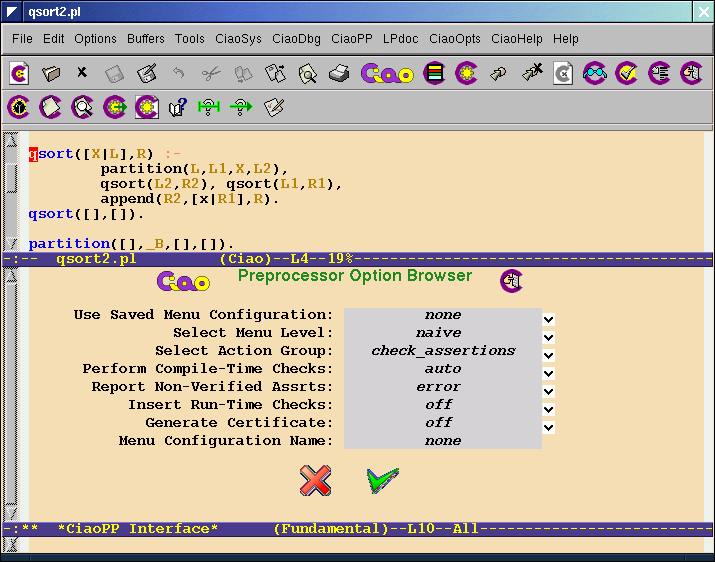 qsort2.pl
File Edit Options Buffers Tools CiaoSys CiaoDbg CiaoPP LPdoc CiaoOpts CiaoHelp Help
Ciao
qsort([X|L],R) :-
partition(L,L1,X,L2),
qsort(L2,R2), qsort(L1,R1),
append(R2,[x|R1],R).
qsort([],[]).
partition([],_B,[],[]).
-:-- qsort2.pl (Ciao)--L4--19%--------------------------------------------
Ciao Preprocessor Option Browser
Use Saved Menu Configuration: none
Select Menu Level: naive
Select Action Group: check_assertions
Perform Compile-Time Checks: auto
Report Non-Verified Assrts: error
Insert Run-Time Checks: off
Generate Certificate: off
Menu Configuration Name: none
-:** *CiaoPP Interface* (Fundamental)--L10--All-----------------------------